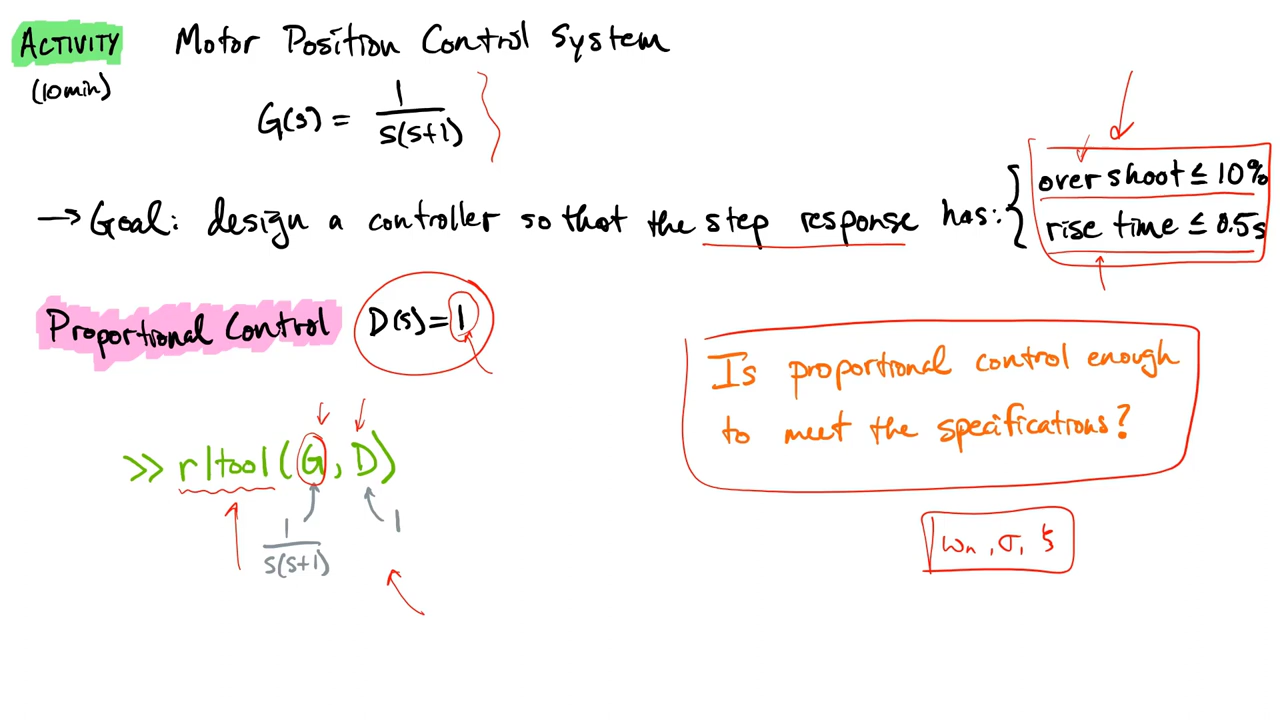 ACTIVITY Motor Position Control System
(10min)
G(s) = 1 / s(s+1)
→ Goal: design a controller so that the step response has: { overshoot ≤ 10%
rise time ≤ 0.5s
Proportional Control D(s) = 1
Is proportional control enough
to meet the specifications?
>> rltool(G, D)
1 / s(s+1)
1
ωn, σ, ζ